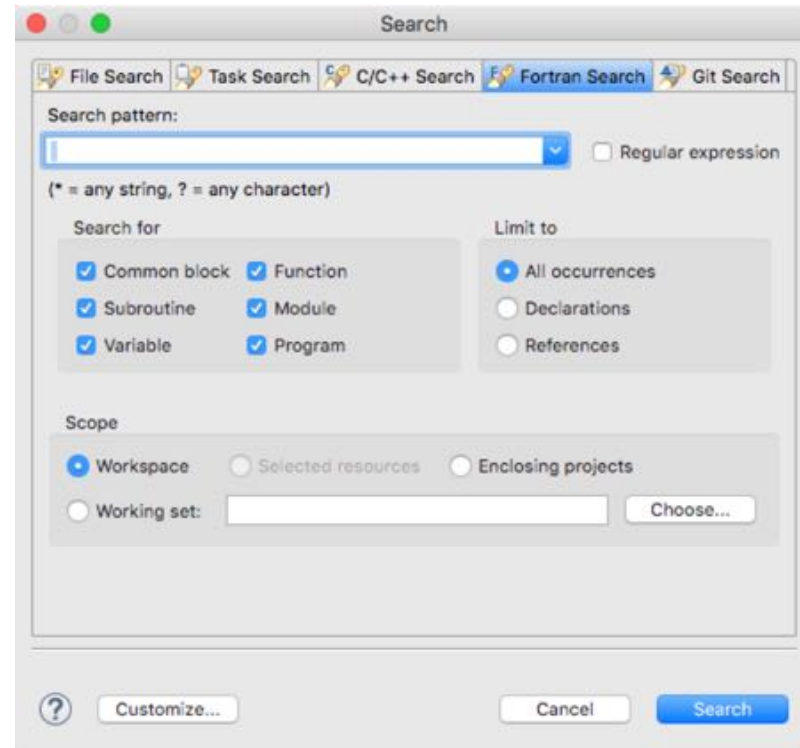 Search
File Search Task Search C/C++ Search Fortran Search Git Search
Search pattern:
Regular expression
(* = any string, ? = any character)
Search for
Common block Function
Subroutine Module
Variable Program
Limit to
All occurrences
Declarations
References
Scope
Workspace Selected resources Enclosing projects
Working set: Choose...
? Customize... Cancel Search